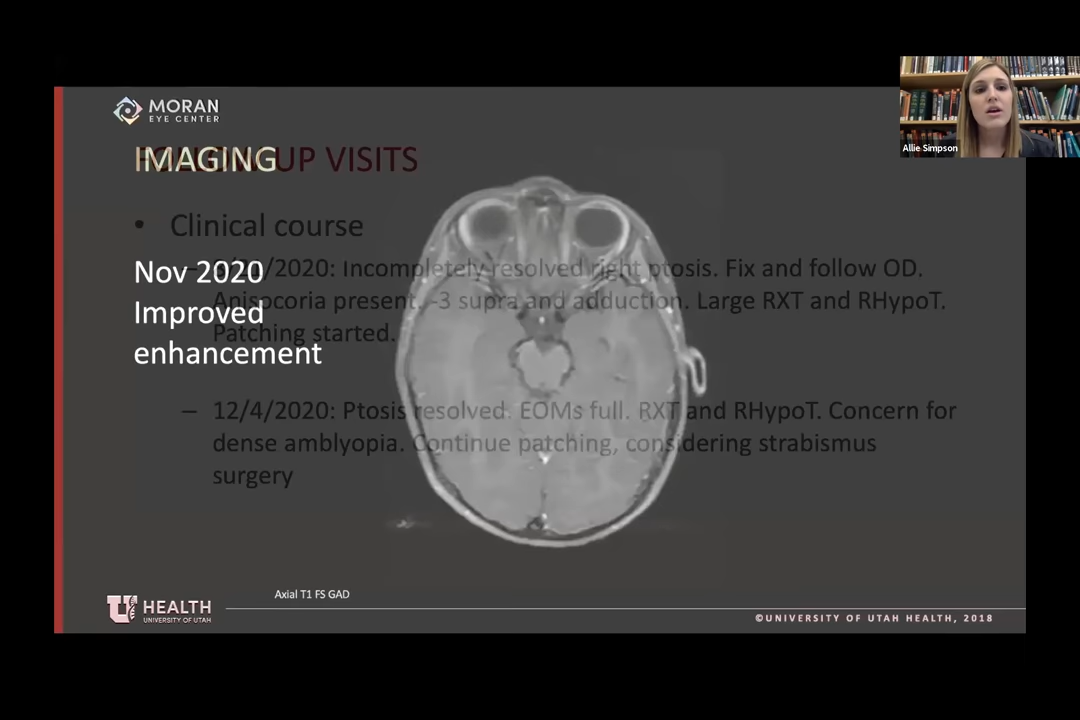 MORAN
EYE CENTER
IMAGING
UP VISITS
Clinical course
Nov 2020
Improved
enhancement
/2020: Incompletely resolved right ptosis. Fix and follow OD.
Anisocoria present. -3 supra and adduction. Large RXT and RHypoT.
Patching started.
– 12/4/2020: Ptosis resolved. EOMs full. RXT and RHypoT. Concern for
dense amblyopia. Continue patching, considering strabismus
surgery
Axial T1 FS GAD
U HEALTH
UNIVERSITY OF UTAH
©UNIVERSITY OF UTAH HEALTH, 2018
Allie Simpson